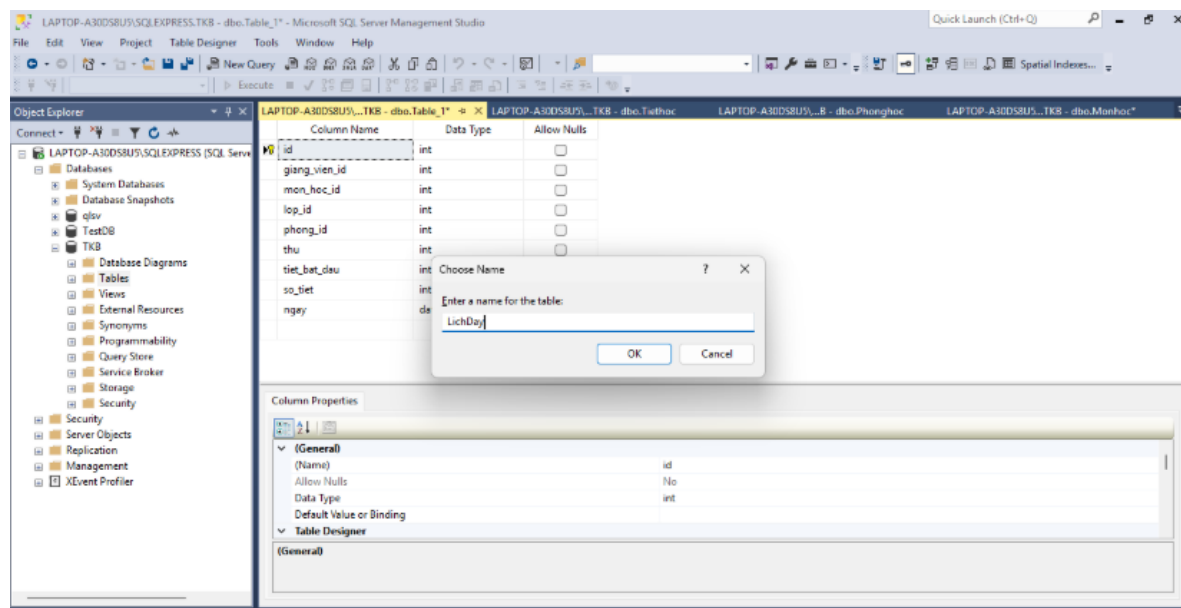 LAPTOP-A30DS8U5\SQLEXPRESS.TKB - dbo.Table_1* - Microsoft SQL Server Management Studio
Quick Launch (Ctrl+Q)
File Edit View Project Table Designer Tools Window Help
New Query
Spatial Indexes...
Execute
Object Explorer
LAPTOP-A30DS8U5\...TKB - dbo.Table_1* LAPTOP-A30DS8U5\...TKB - dbo.Tiethoc LAPTOP-A30DS8U5\...B - dbo.Phonghoc LAPTOP-A30DS8U5\...TKB - dbo.Monhoc*
Connect
LAPTOP-A30DS8U5\SQLEXPRESS (SQL Serve
Databases
System Databases
Database Snapshots
qlsv
TestDB
TKB
Database Diagrams
Tables
Views
External Resources
Synonyms
Programmability
Query Store
Service Broker
Storage
Security
Security
Server Objects
Replication
Management
XEvent Profiler
Column Name Data Type Allow Nulls
id int
giang_vien_id int
mon_hoc_id int
lop_id int
phong_id int
thu int
tiet_bat_dau int
so_tiet int
ngay da
Choose Name ?
Enter a name for the table:
LichDay
OK Cancel
Column Properties
(General)
(Name) id
Allow Nulls No
Data Type int
Default Value or Binding
Table Designer
(General)